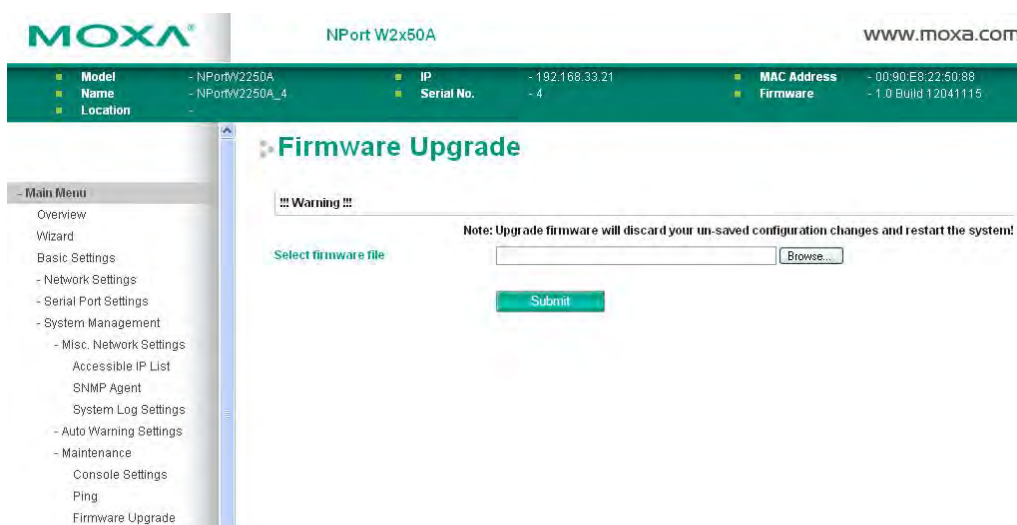 MOXA®
NPort W2x50A
www.moxa.com
Model - NPortW2250A
IP - 192.168.33.21
MAC Address - 00:90:E8:22:50:88
Name - NPortW2250A_4
Serial No. - 4
Firmware - 1.0 Build 12041115
Location -
Firmware Upgrade
- Main Menu
Overview
Wizard
Basic Settings
- Network Settings
- Serial Port Settings
- System Management
- Misc. Network Settings
Accessible IP List
SNMP Agent
System Log Settings
- Auto Warning Settings
- Maintenance
Console Settings
Ping
Firmware Upgrade
!!! Warning !!!
Note: Upgrade firmware will discard your un-saved configuration changes and restart the system!
Select firmware file
Browse...
Submit